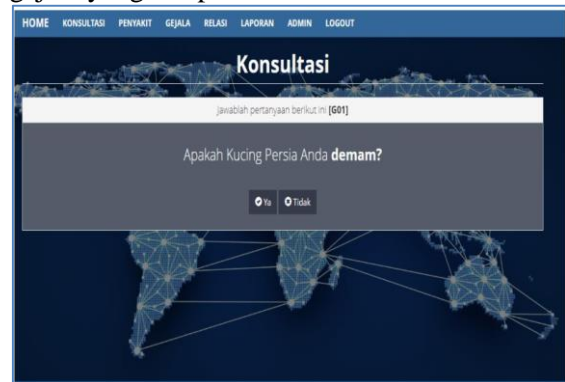 HOME KONSULTASI PENYAKIT GEJALA RELASI LAPORAN ADMIN LOGOUT
Konsultasi
Jawablah pertanyaan berikut ini [G01]
Apakah Kucing Persia Anda demam?
Ya Tidak